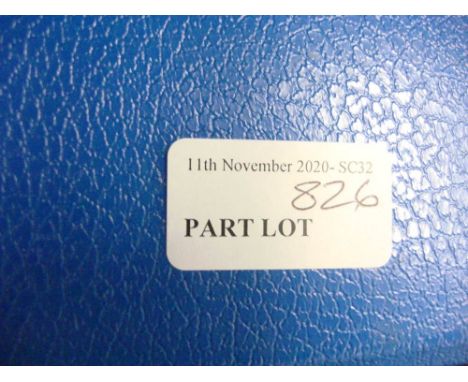 11th November 2020- SC32
826
PART LOT